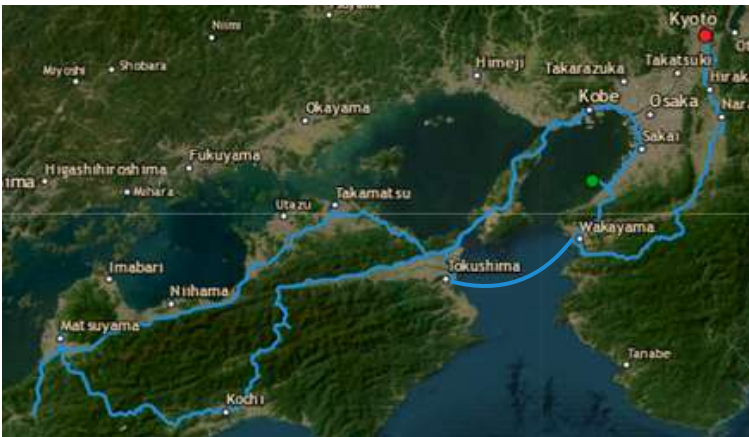 Kyoto
Niimi
Miyoshi
Shobara
Himeji
Takarazuka
Takatsuki
Hirak
Kobe
Osaka
Nar
Okayama
Sakai
Fukuyama
Higashihiroshima
ima
Mihara
Takamatsu
Utazu
Wakayama
Imabari
Tokushima
Niihama
Matsuyama
Tanabe
Kochi